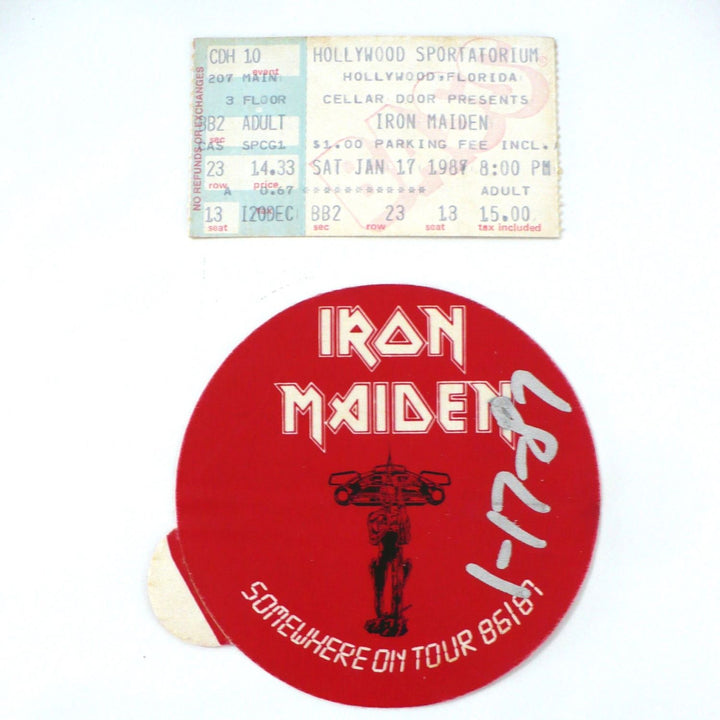 NO REFUNDS OR EXCHANGES
CDH 10 HOLLYWOOD SPORTATORIUM
event
207 MAIN HOLLYWOOD, FLORIDA
3 FLOOR CELLAR DOOR PRESENTS
BB2 ADULT IRON MAIDEN
sec
CAS SPCG1 $1.00 PARKING FEE INCL.
23 14.33 SAT JAN 17 1987 8:00 PM
row price
A 0.67 ************ ADULT
tax
13 I20DEC BB2 23 13 15.00
seat sec row seat tax included
BASS
IRON
MAIDEN
1-17-87
SOMEWHERE ON TOUR 86/87